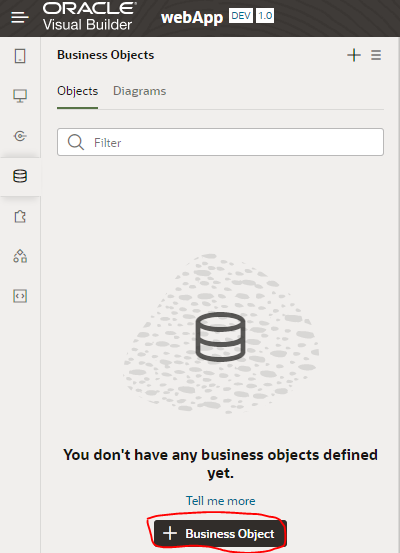 ORACLE
Visual Builder
webApp DEV 1.0
Business Objects
Objects Diagrams
Filter
You don't have any business objects defined
yet.
Tell me more
Business Object